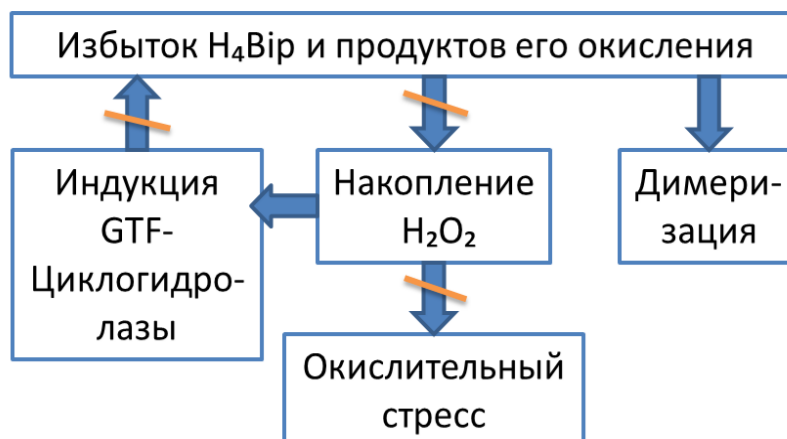 Избыток H₄Bip и продуктов его окисления
Индукция
GTF-
Циклогидро-
лазы
Накопление
H₂O₂
Димери-
зация
Окислительный
стресс